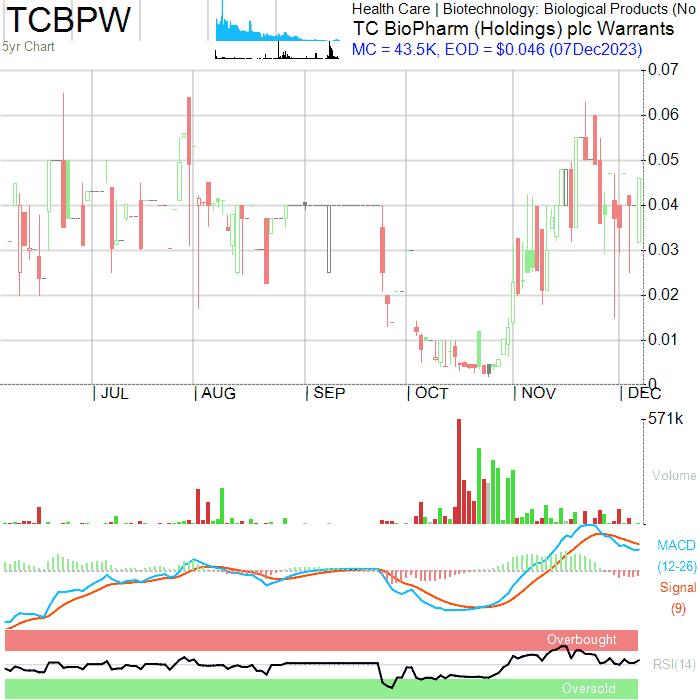 TCBPW
5yr Chart
Health Care | Biotechnology: Biological Products (No
TC BioPharm (Holdings) plc Warrants
MC = 43.5K, EOD = $0.046 (07Dec2023)
0.07
0.06
0.05
0.04
0.03
0.02
0.01
0
| JUL | AUG | SEP | OCT | NOV | DEC
571k
Volume
MACD
(12-26)
Signal
(9)
Overbought
RSI(14)
Oversold